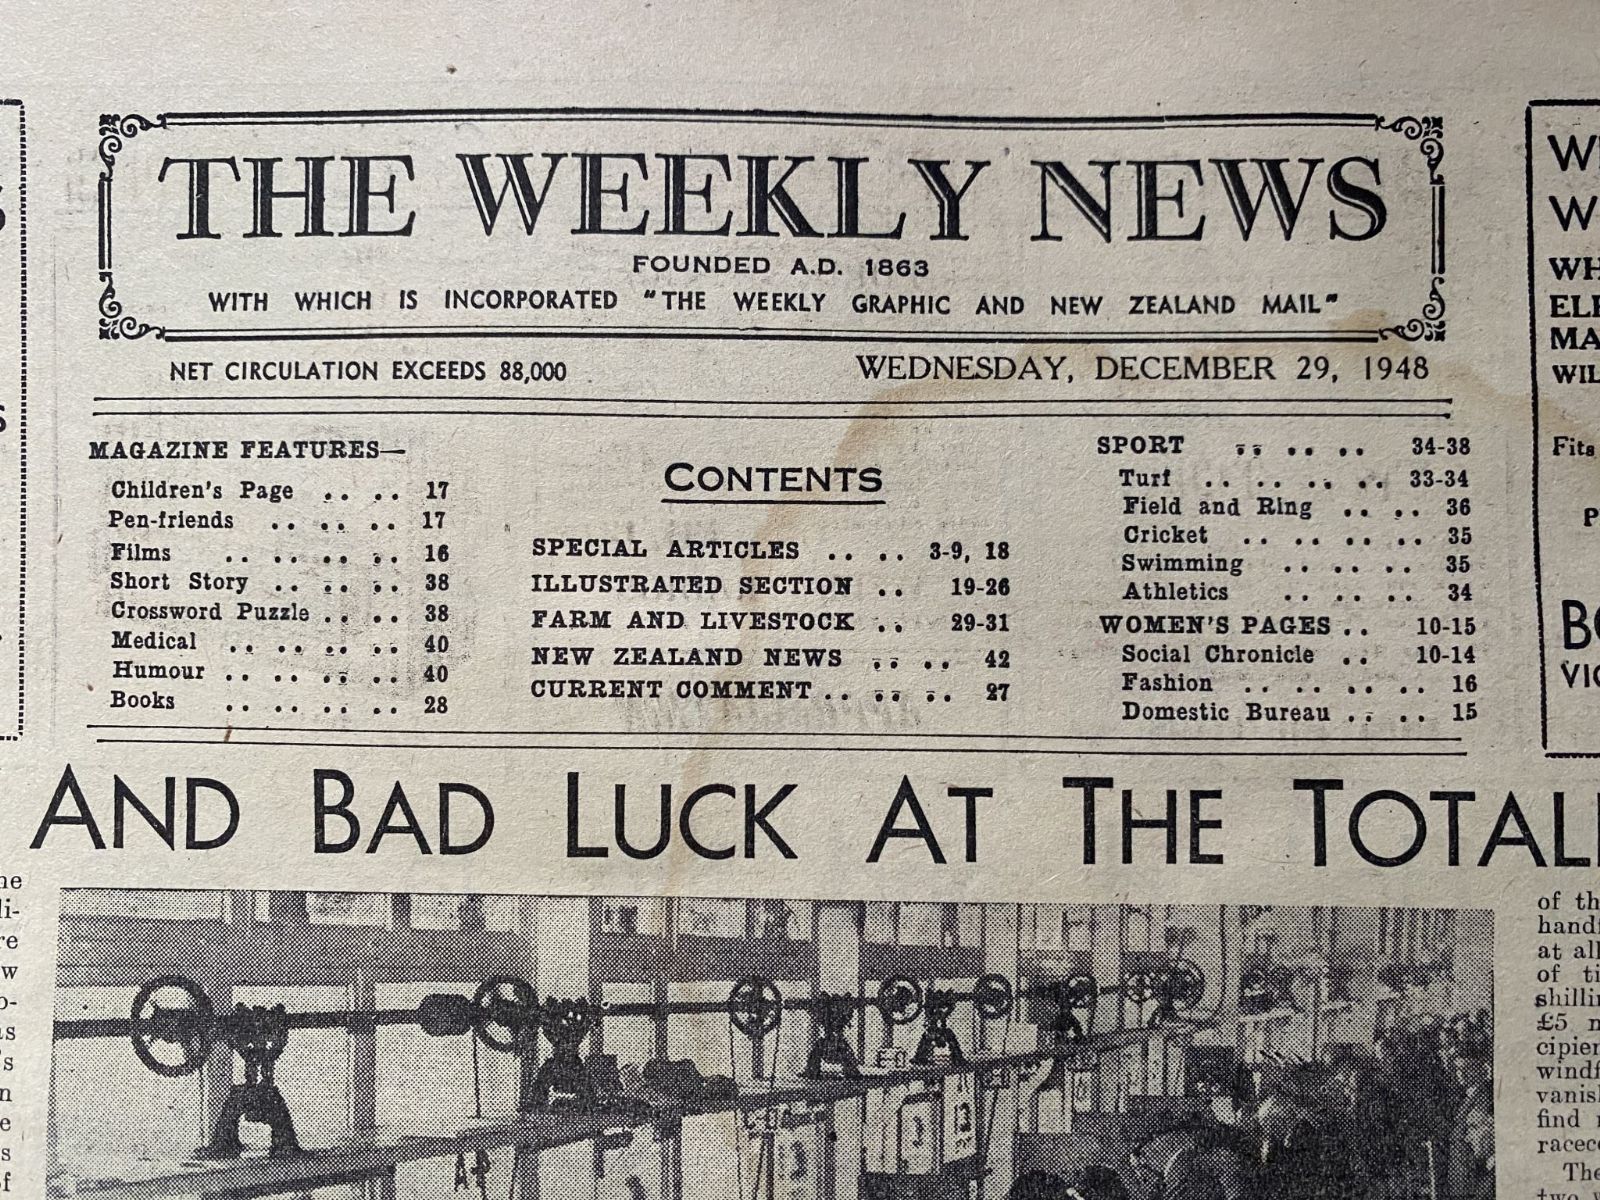 THE WEEKLY NEWS
FOUNDED A.D. 1863
WITH WHICH IS INCORPORATED "THE WEEKLY GRAPHIC AND NEW ZEALAND MAIL"
NET CIRCULATION EXCEEDS 88,000
WEDNESDAY, DECEMBER 29, 1948
MAGAZINE FEATURES—
Children's Page .. .. 17
Pen-friends .. .. .. 17
Films .. .. .. .. 16
Short Story .. .. .. 38
Crossword Puzzle .. .. 38
Medical .. .. .. .. 40
Humour .. .. .. .. 40
Books .. .. .. .. 28
CONTENTS
SPECIAL ARTICLES .. .. 3-9, 18
ILLUSTRATED SECTION .. 19-26
FARM AND LIVESTOCK .. 29-31
NEW ZEALAND NEWS .. .. 42
CURRENT COMMENT .. .. .. 27
SPORT .. .. .. 34-38
Turf .. .. .. .. 33-34
Field and Ring .. .. 36
Cricket .. .. .. .. 35
Swimming .. .. .. 35
Athletics .. .. .. 34
WOMEN'S PAGES .. 10-15
Social Chronicle .. 10-14
Fashion .. .. .. .. 16
Domestic Bureau .. .. 15
AND BAD LUCK AT THE
of
at
of
£5
find